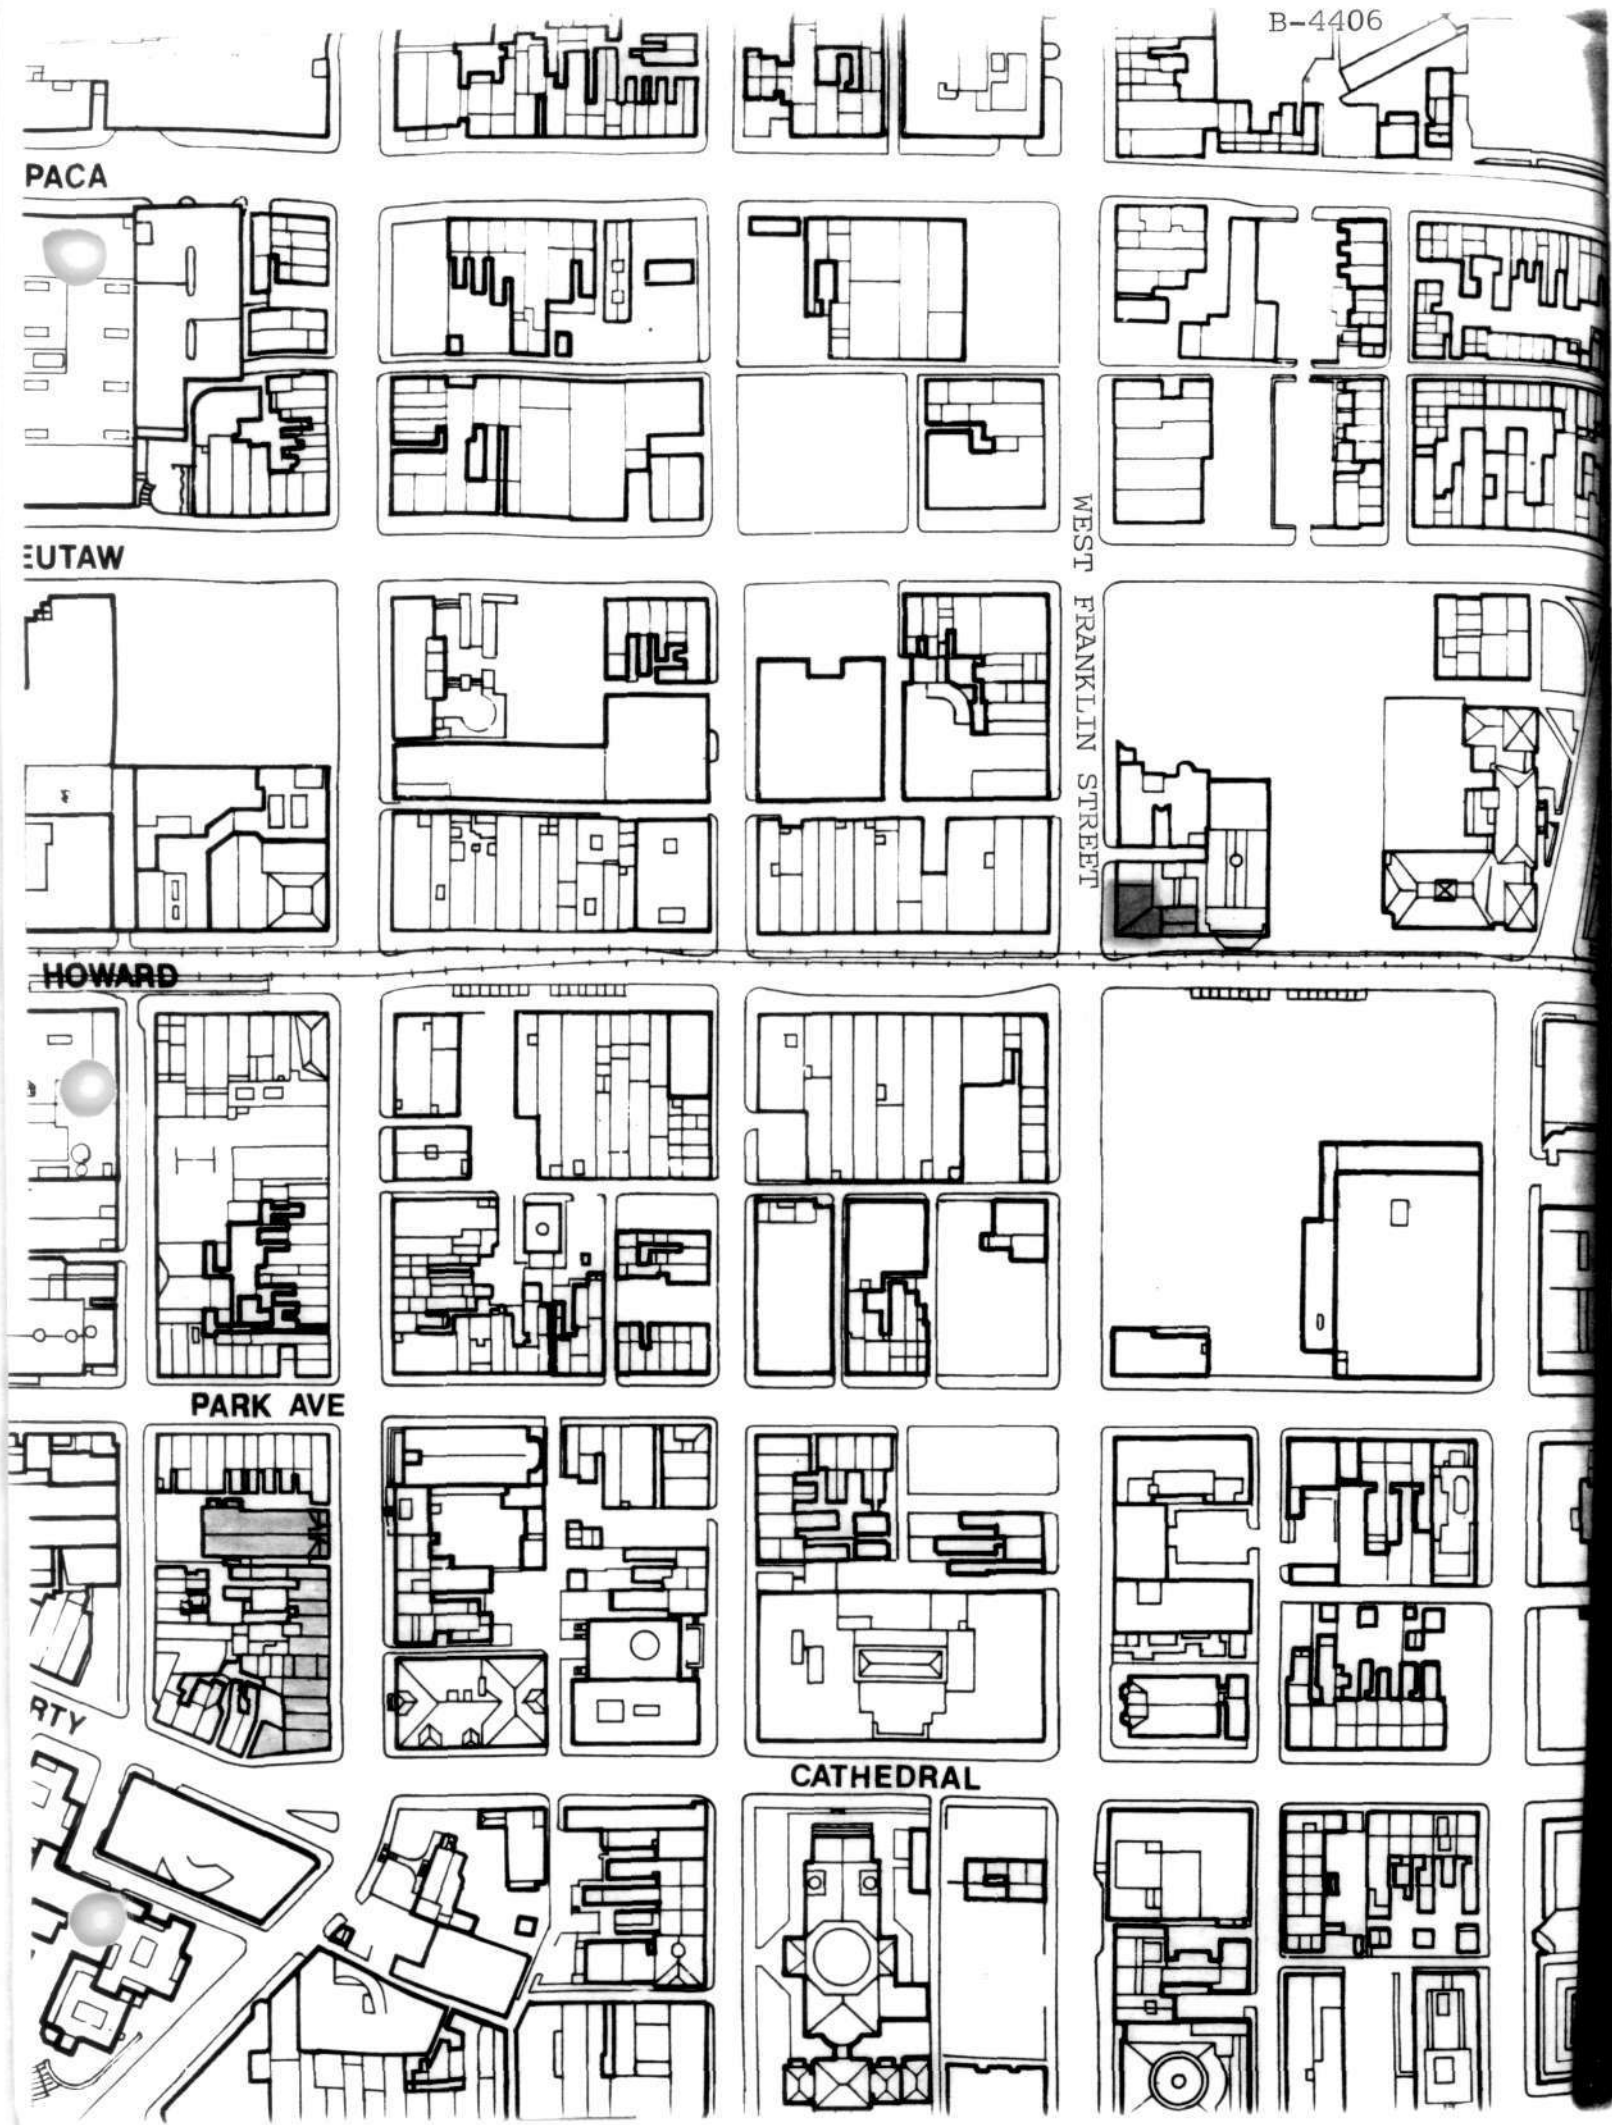 B-4406
PACA
EUTAW
WEST FRANKLIN STREET
HOWARD
PARK AVE
RTY
CATHEDRAL